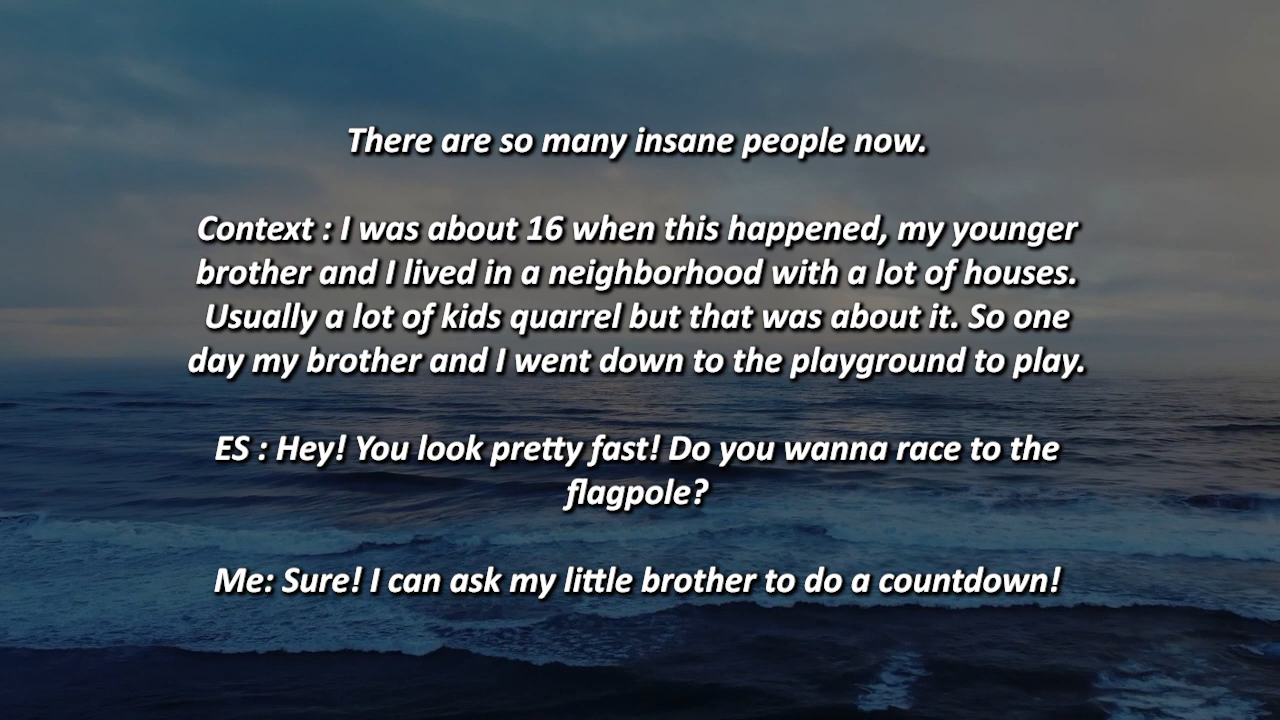 There are so many insane people now.
Context : I was about 16 when this happened, my younger
brother and I lived in a neighborhood with a lot of houses.
Usually a lot of kids quarrel but that was about it. So one
day my brother and I went down to the playground to play.
ES : Hey! You look pretty fast! Do you wanna race to the
flagpole?
Me: Sure! I can ask my little brother to do a countdown!